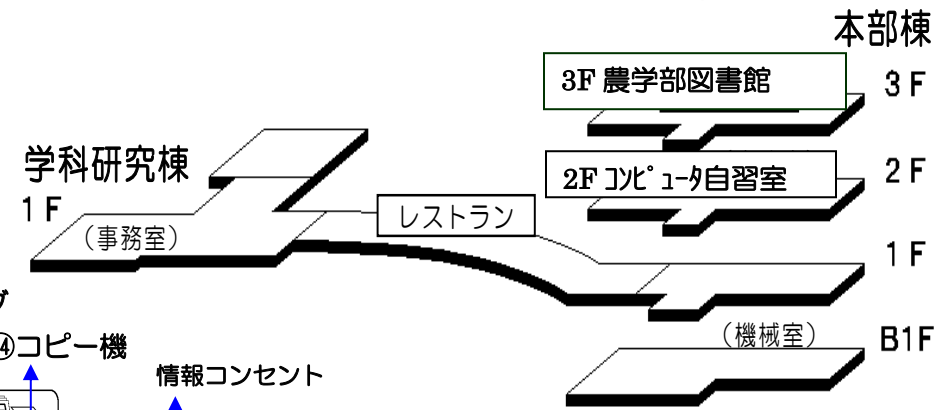 本部棟
3F 農学部図書館
3F
学科研究棟
2F コンピュータ自習室
2F
1F
レストラン
(事務室)
1F
(機械室)
B1F
④コピー機
情報コンセント